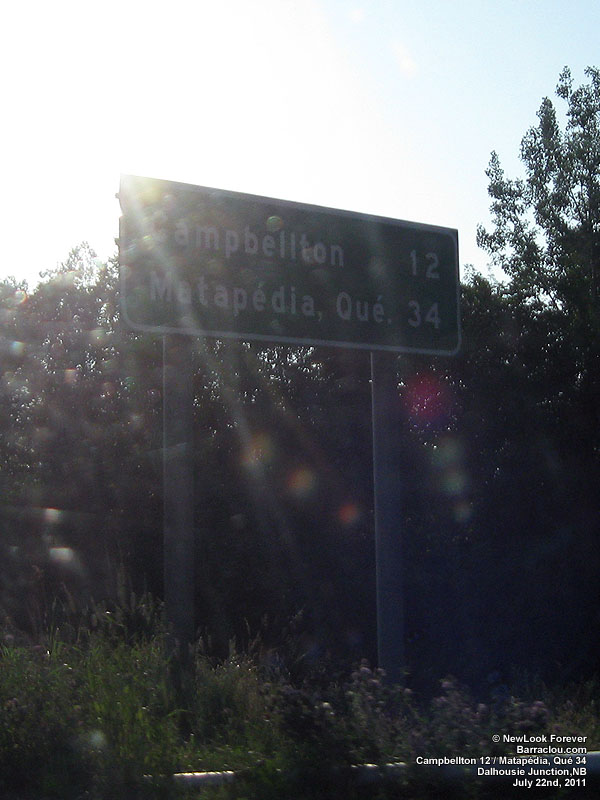 Campbellton 12
Matapédia, Qué. 34
© NewLook Forever
Barraclou.com
Campbellton 12 / Matapédia, Qué 34
Dalhousie Junction,NB
July 22nd, 2011